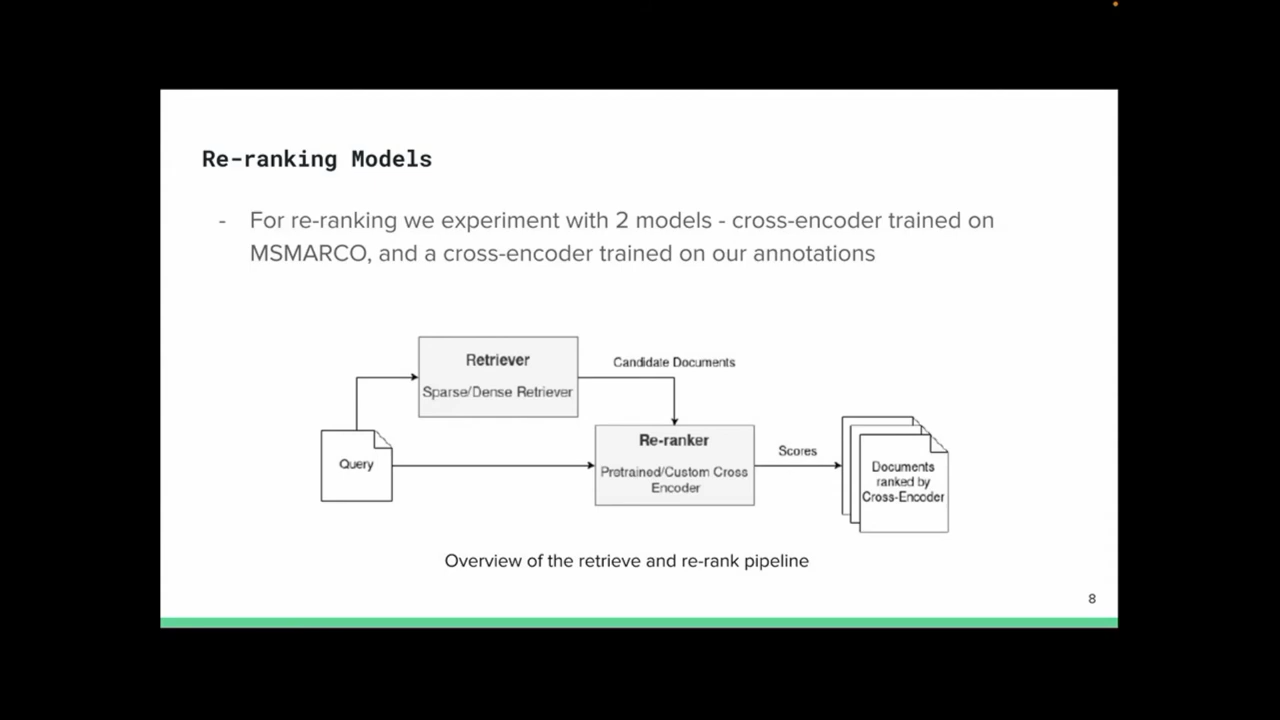 Re-ranking Models
- For re-ranking we experiment with 2 models - cross-encoder trained on
MSMARCO, and a cross-encoder trained on our annotations
Retriever
Sparse/Dense Retriever
Candidate Documents
Query
Re-ranker
Pretrained/Custom Cross
Encoder
Scores
Documents
ranked by
Cross-Encoder
Overview of the retrieve and re-rank pipeline
8